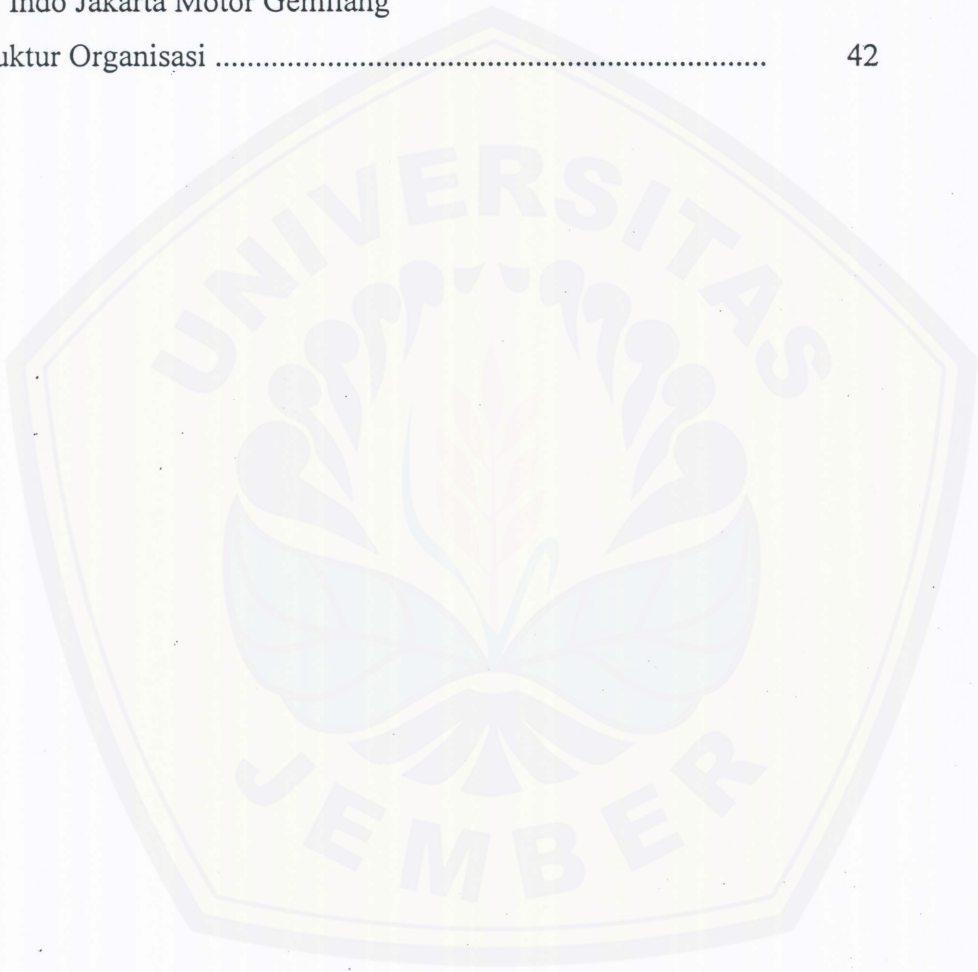 Indo Jakarta Motor Gemilang
uktur Organisasi ...................................................................... 42
UNIVERSITAS
JEMBER